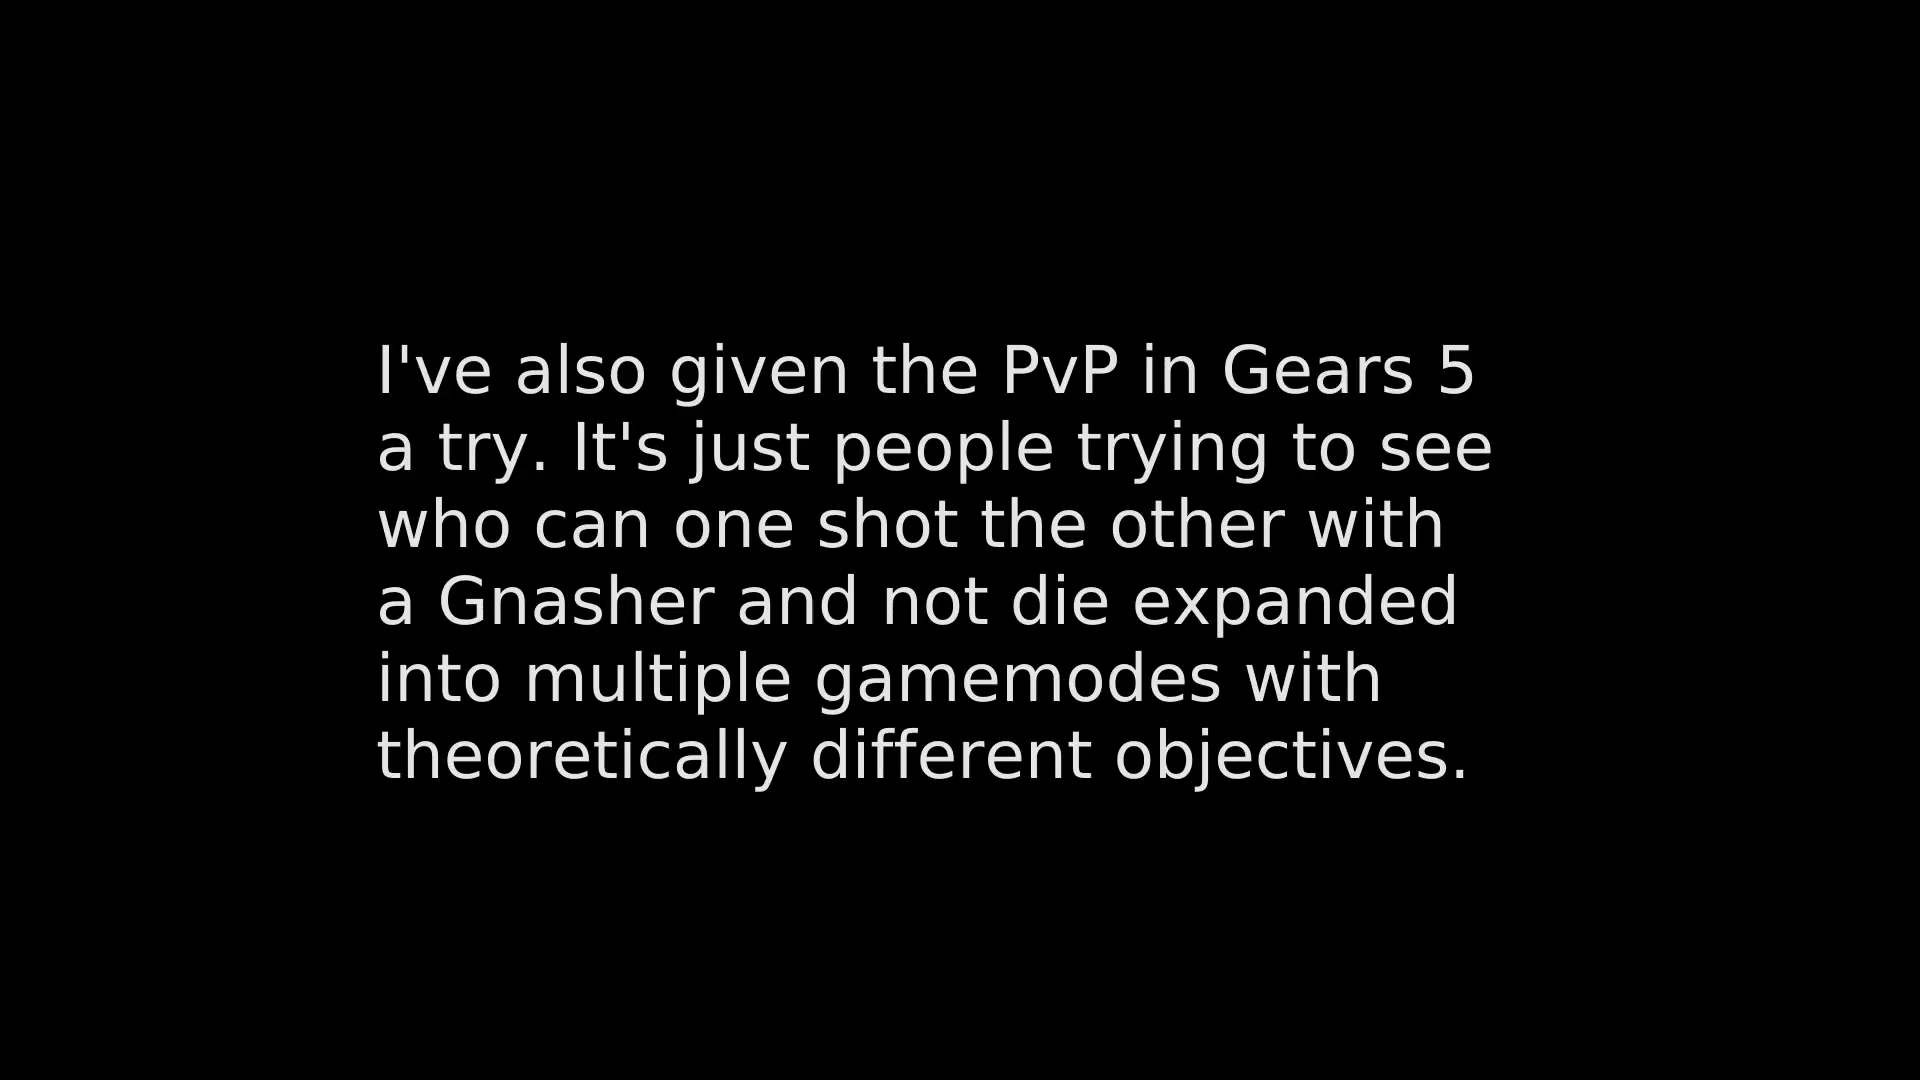 I've also given the PvP in Gears 5
a try. It's just people trying to see
who can one shot the other with
a Gnasher and not die expanded
into multiple gamemodes with
theoretically different objectives.